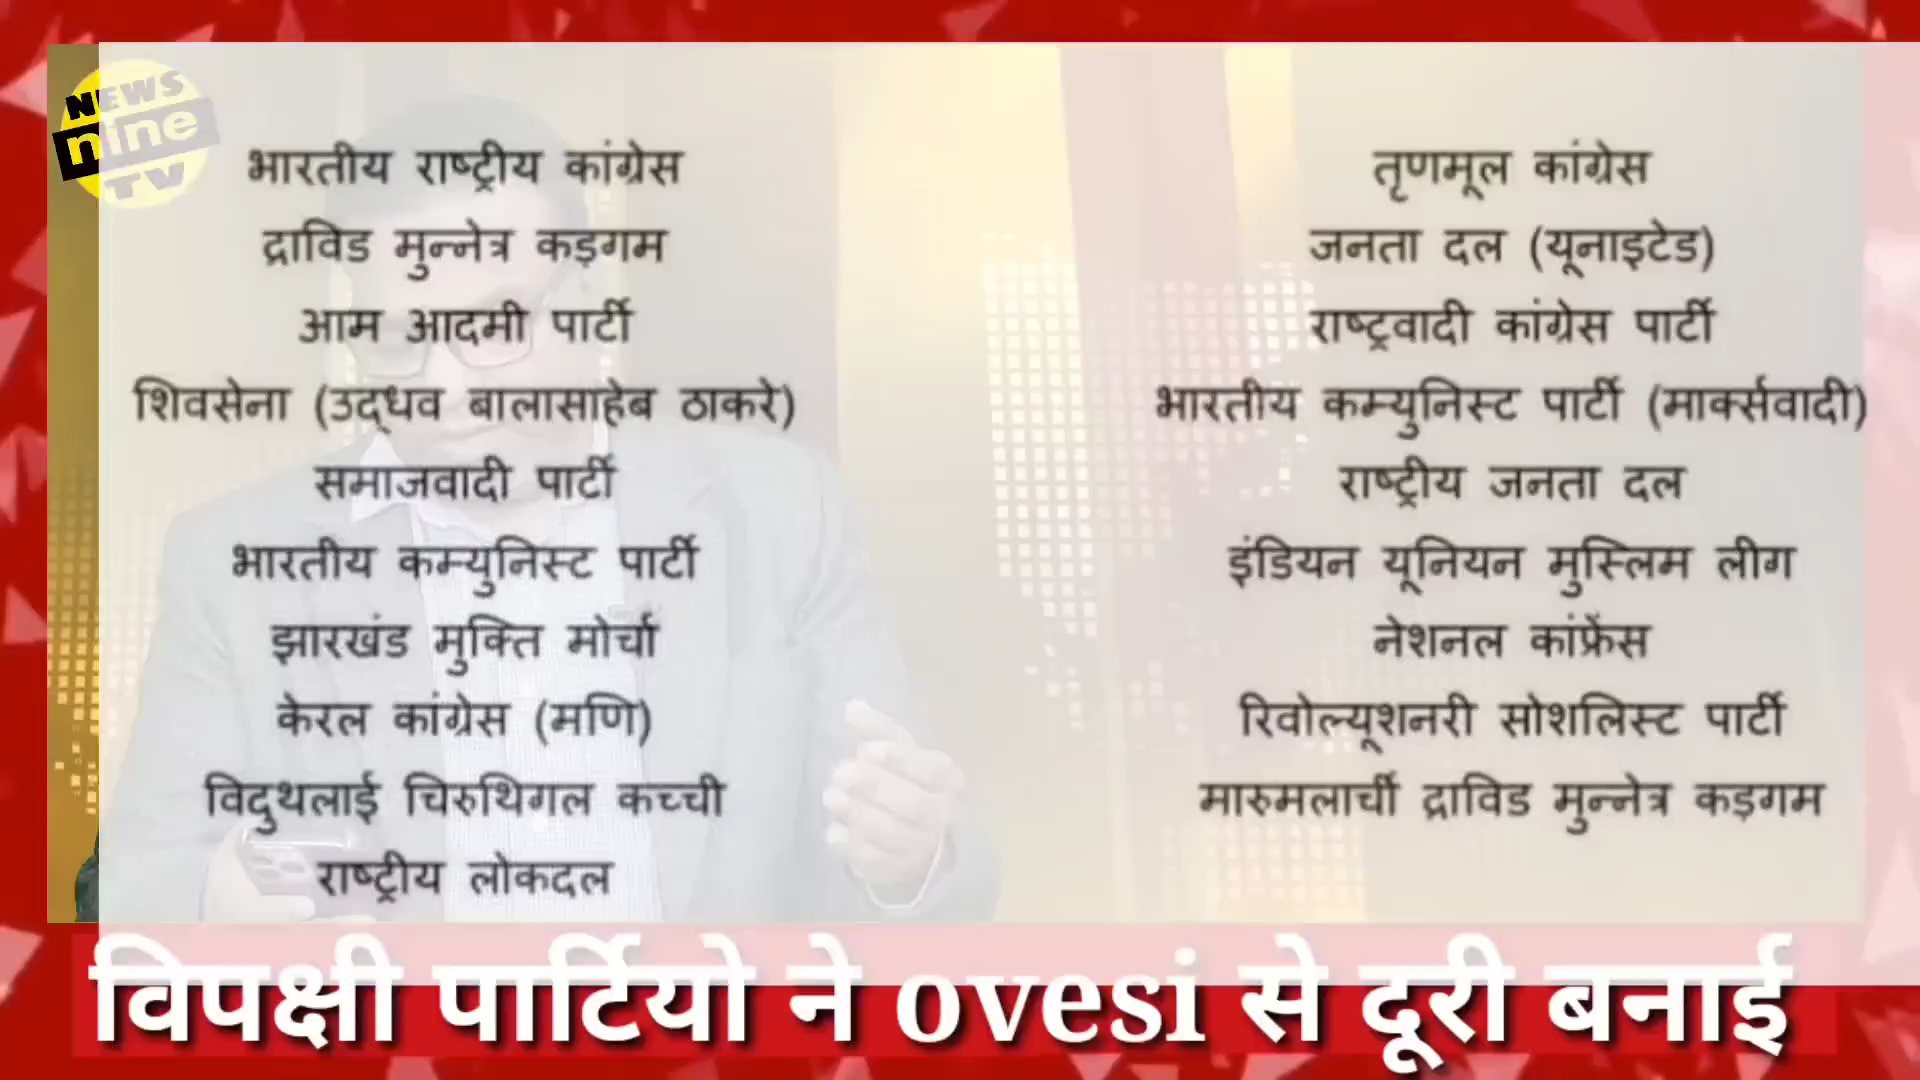 NEWS
nine
TV
भारतीय राष्ट्रीय कांग्रेस
द्राविड मुन्नेत्र कड़गम
आम आदमी पार्टी
शिवसेना (उद्धव बालासाहेब ठाकरे)
समाजवादी पार्टी
भारतीय कम्युनिस्ट पार्टी
झारखंड मुक्ति मोर्चा
केरल कांग्रेस (मणि)
विदुथलाई चिरुथिगल कच्ची
राष्ट्रीय लोकदल
तृणमूल कांग्रेस
जनता दल (यूनाइटेड)
राष्ट्रवादी कांग्रेस पार्टी
भारतीय कम्युनिस्ट पार्टी (मार्क्सवादी)
राष्ट्रीय जनता दल
इंडियन यूनियन मुस्लिम लीग
नेशनल कांफ्रेंस
रिवोल्यूशनरी सोशलिस्ट पार्टी
मारुमलार्ची द्राविड मुन्नेत्र कड़गम
विपक्षी पार्टियो ने ovesi से दूरी बनाई